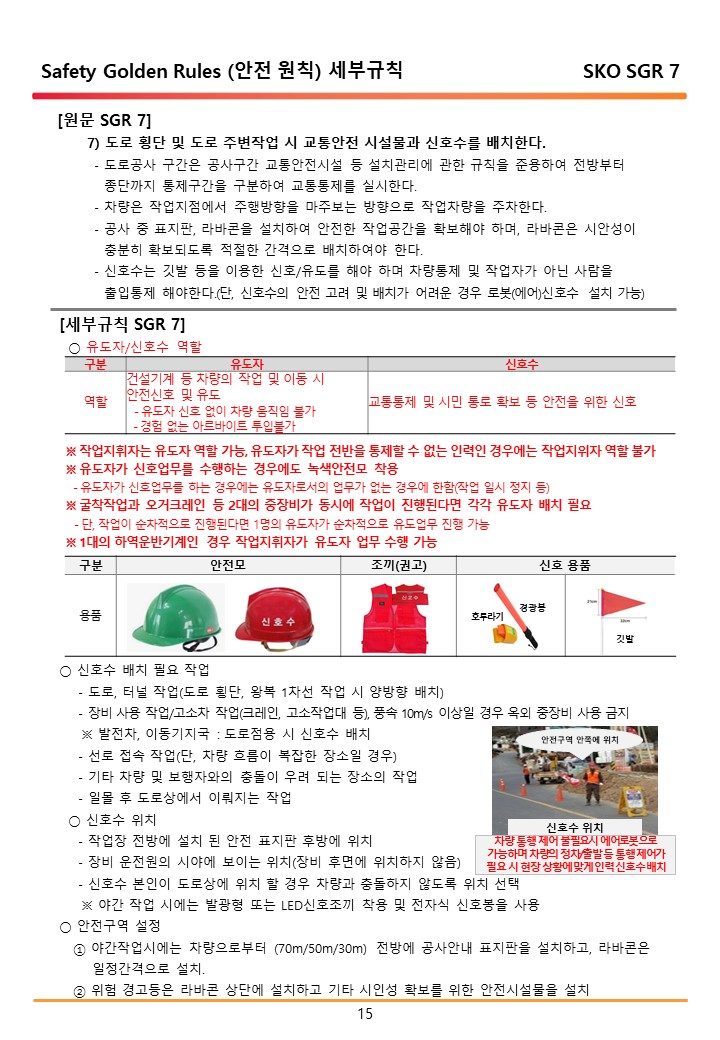 Safety Golden Rules (안전 원칙) 세부규칙 SKO SGR 7
[원문 SGR 7]
7) 도로 횡단 및 도로 주변작업 시 교통안전 시설물과 신호수를 배치한다.
- 도로공사 구간은 공사구간 교통안전시설 등 설치관리에 관한 규칙을 준용하여 전방부터
종단까지 통제구간을 구분하여 교통통제를 실시한다.
- 차량은 작업지점에서 주행방향을 마주보는 방향으로 작업차량을 주차한다.
- 공사 중 표지판, 라바콘을 설치하여 안전한 작업공간을 확보해야 하며, 라바콘은 시안성이
충분히 확보되도록 적절한 간격으로 배치하여야 한다.
- 신호수는 깃발 등을 이용한 신호/유도를 해야 하며 차량통제 및 작업자가 아닌 사람을
출입통제 해야한다.(단, 신호수의 안전 고려 및 배치가 어려운 경우 로봇(에어)신호수 설치 가능)
[세부규칙 SGR 7]
○ 유도자/신호수 역할
구분 유도자 신호수
역할
건설기계 등 차량의 작업 및 이동 시
안전신호 및 유도
- 유도자 신호 없이 차량 움직임 불가
- 경험 없는 아르바이트 투입불가
교통통제 및 시민 통로 확보 등 안전을 위한 신호
※ 작업지휘자는 유도자 역할 가능, 유도자가 작업 전반을 통제할 수 없는 인력인 경우에는 작업지위자 역할 불가
※ 유도자가 신호업무를 수행하는 경우에도 녹색안전모 착용
- 유도자가 신호업무를 하는 경우에는 유도자로서의 업무가 없는 경우에 한함(작업 일시 정지 등)
※ 굴착작업과 오거크레인 등 2대의 중장비가 동시에 작업이 진행된다면 각각 유도자 배치 필요
- 단, 작업이 순차적으로 진행된다면 1명의 유도자가 순차적으로 유도업무 진행 가능
※ 1대의 하역운반기계인 경우 작업지휘자가 유도자 업무 수행 가능
구분 안전모 조끼(권고) 신호 용품
용품
신호수
신호수
호루라기
경광봉
27cm
32cm
깃발
○ 신호수 배치 필요 작업
- 도로, 터널 작업(도로 횡단, 왕복 1차선 작업 시 양방향 배치)
- 장비 사용 작업/고소차 작업(크레인, 고소작업대 등), 풍속 10m/s 이상일 경우 옥외 중장비 사용 금지
※ 발전차, 이동기지국 : 도로점용 시 신호수 배치
- 선로 접속 작업(단, 차량 흐름이 복잡한 장소일 경우)
- 기타 차량 및 보행자와의 충돌이 우려 되는 장소의 작업
- 일몰 후 도로상에서 이뤄지는 작업
안전구역 안쪽에 위치
신호수 위치
차량 통행 제어 불필요시 에어로봇으로
가능하며 차량의 정차/출발 등 통행 제어가
필요 시 현장 상황에 맞게 인력 신호수 배치
○ 신호수 위치
- 작업장 전방에 설치 된 안전 표지판 후방에 위치
- 장비 운전원의 시야에 보이는 위치(장비 후면에 위치하지 않음)
- 신호수 본인이 도로상에 위치 할 경우 차량과 충돌하지 않도록 위치 선택
※ 야간 작업 시에는 발광형 또는 LED신호조끼 착용 및 전자식 신호봉을 사용
○ 안전구역 설정
① 야간작업시에는 차량으로부터 (70m/50m/30m) 전방에 공사안내 표지판을 설치하고, 라바콘은
일정간격으로 설치.
② 위험 경고등은 라바콘 상단에 설치하고 기타 시인성 확보를 위한 안전시설물을 설치
15